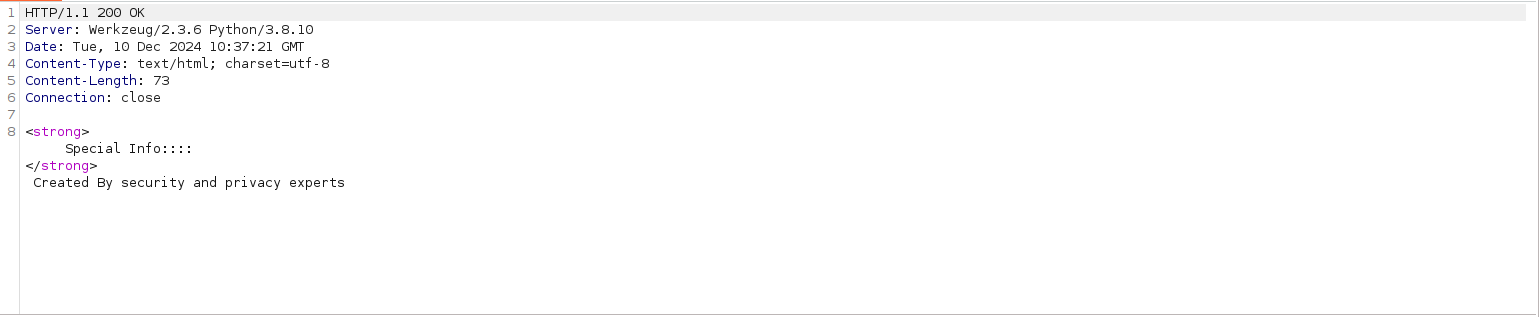 1 HTTP/1.1 200 OK
2 Server: Werkzeug/2.3.6 Python/3.8.10
3 Date: Tue, 10 Dec 2024 10:37:21 GMT
4 Content-Type: text/html; charset=utf-8
5 Content-Length: 73
6 Connection: close
7
8 <strong>
Special Info::::
</strong>
Created By security and privacy experts